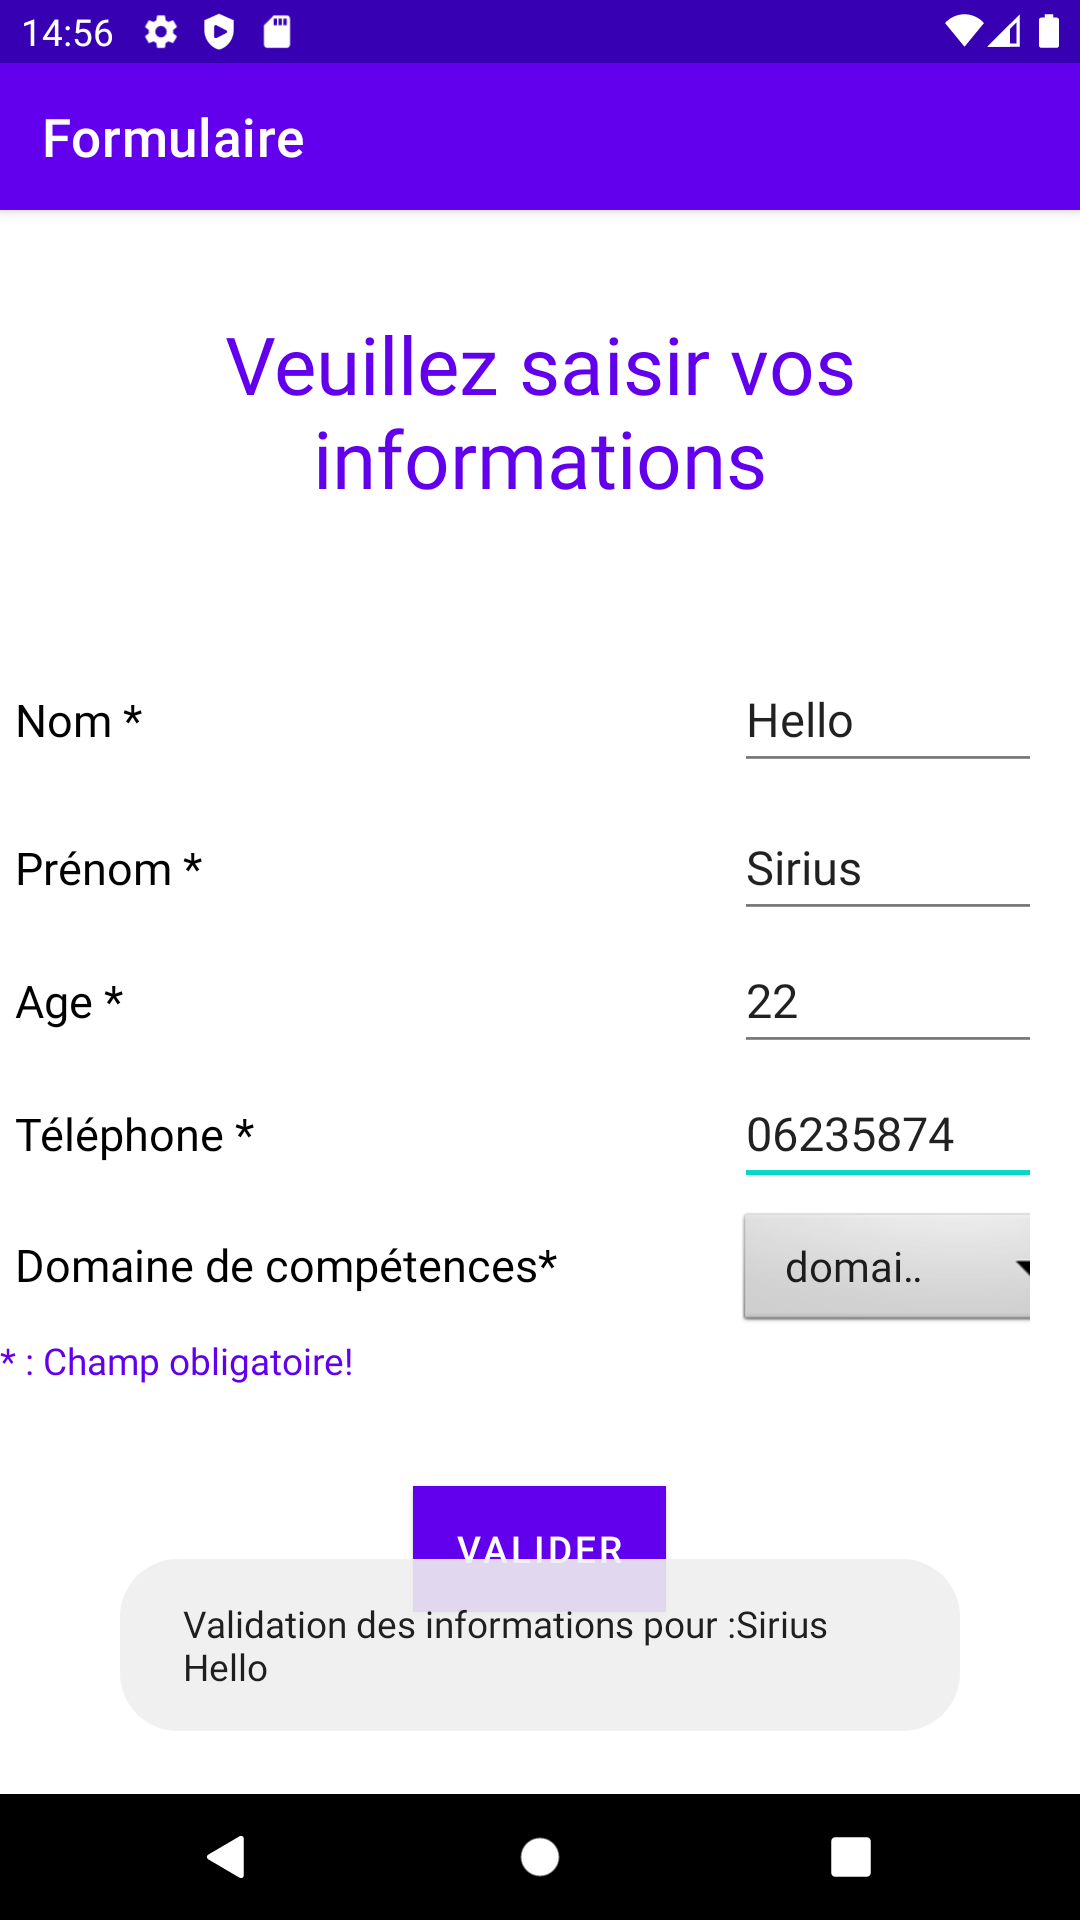 14:56
Formulaire
Veuillez saisir vos
informations
Nom *
Hello
Prénom *
Sirius
Age *
22
Téléphone *
06235874
Domaine de compétences*
domai..
* : Champ obligatoire!
VALIDER
Validation des informations pour :Sirius
Hello